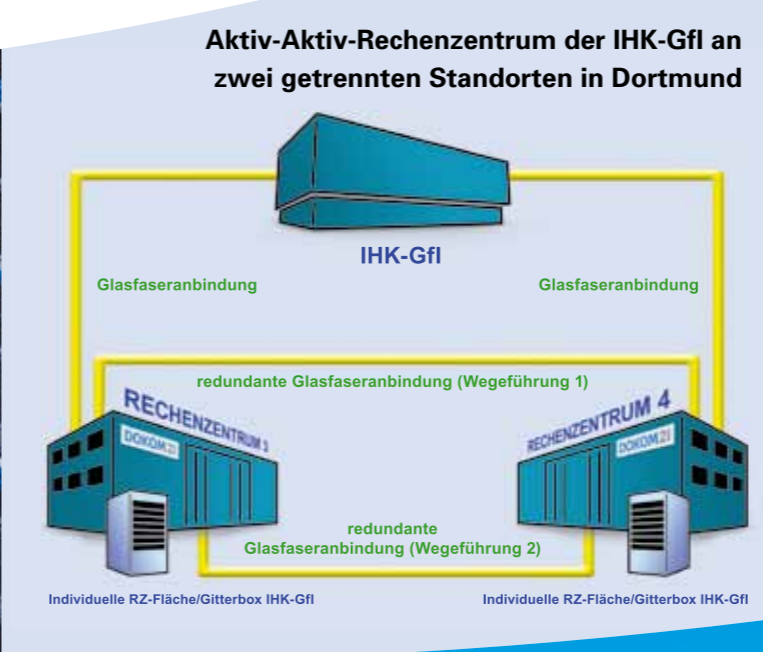 Aktiv-Aktiv-Rechenzentrum der IHK-GfI an
zwei getrennten Standorten in Dortmund
IHK-GfI
Glasfaseranbindung
Glasfaseranbindung
redundante Glasfaseranbindung (Wegeführung 1)
RECHENZENTRUM 3
DOKOM21
RECHENZENTRUM 4
DOKOM21
redundante
Glasfaseranbindung (Wegeführung 2)
Individuelle RZ-Fläche/Gitterbox IHK-GfI
Individuelle RZ-Fläche/Gitterbox IHK-GfI